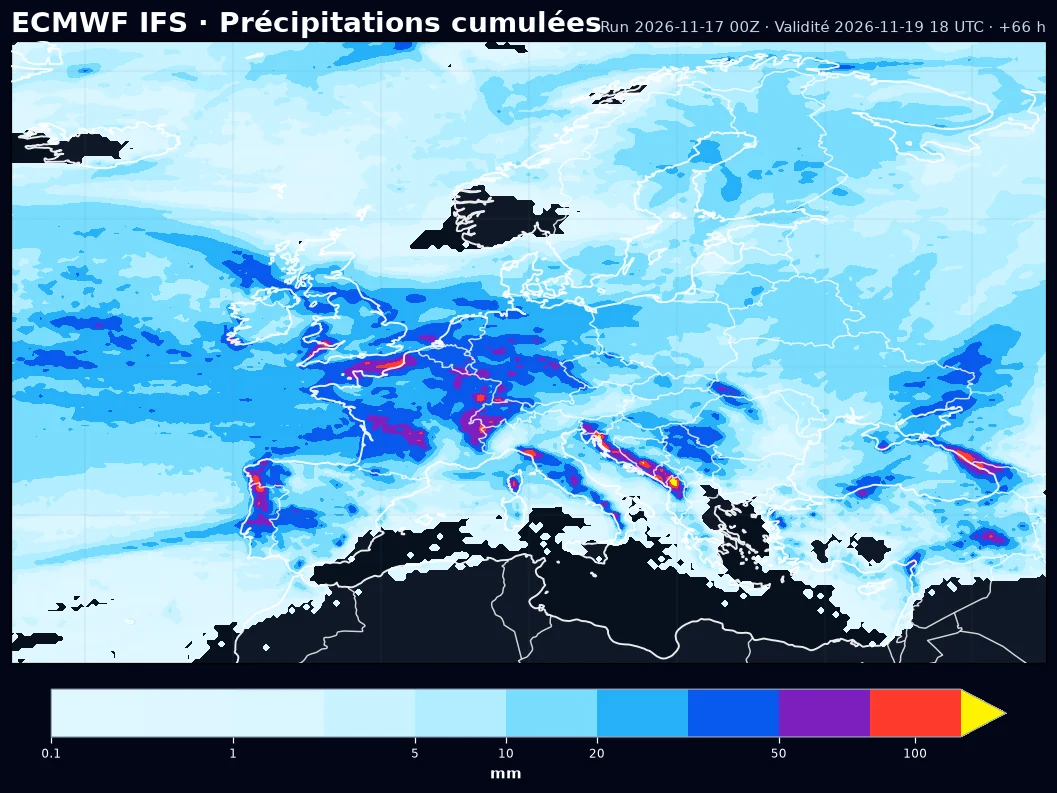 ECMWF IFS · Précipitations cumulées
Run 2026-11-17 00Z · Validité 2026-11-19 18 UTC · +66 h
0.1 1 5 10 20 50 100
mm